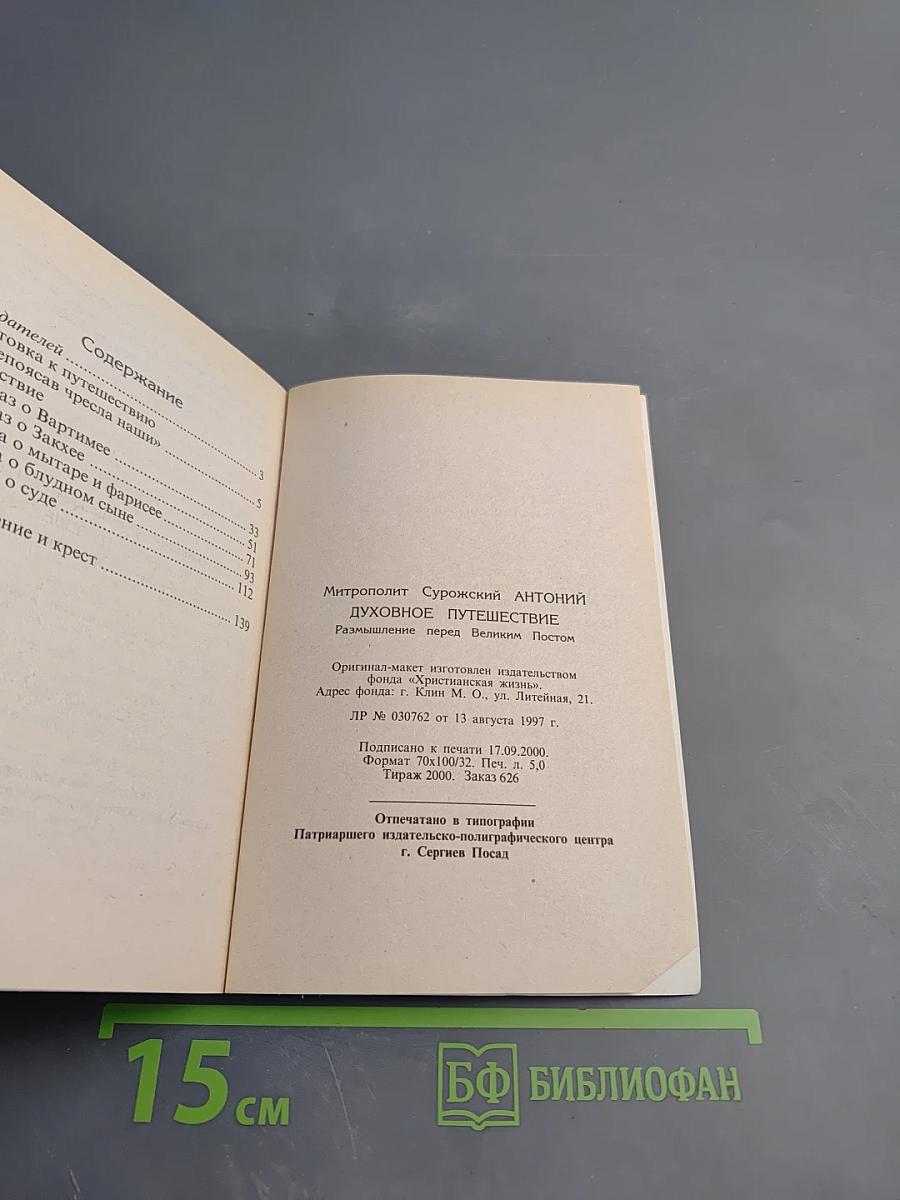 Содержание
дателей ........ 3
товка к путешествию
епоясав чресла наши» ........ 5
ствие
аз о Вартимее ........ 33
аз о Закхее ........ 51
а о мытаре и фарисее ........ 71
а о блудном сыне ........ 93
о суде ........ 112
ение и крест ........ 139
Митрополит Сурожский АНТОНИЙ
ДУХОВНОЕ ПУТЕШЕСТВИЕ
Размышление перед Великим Постом
Оригинал-макет изготовлен издательством
фонда «Христианская жизнь».
Адрес фонда: г. Клин М. О., ул. Литейная, 21.
ЛР № 030762 от 13 августа 1997 г.
Подписано к печати 17.09.2000.
Формат 70х100/32. Печ. л. 5,0
Тираж 2000. Заказ 626
Отпечатано в типографии
Патриаршего издательско-полиграфического центра
г. Сергиев Посад
15 см
БФ БИБЛИОФАН